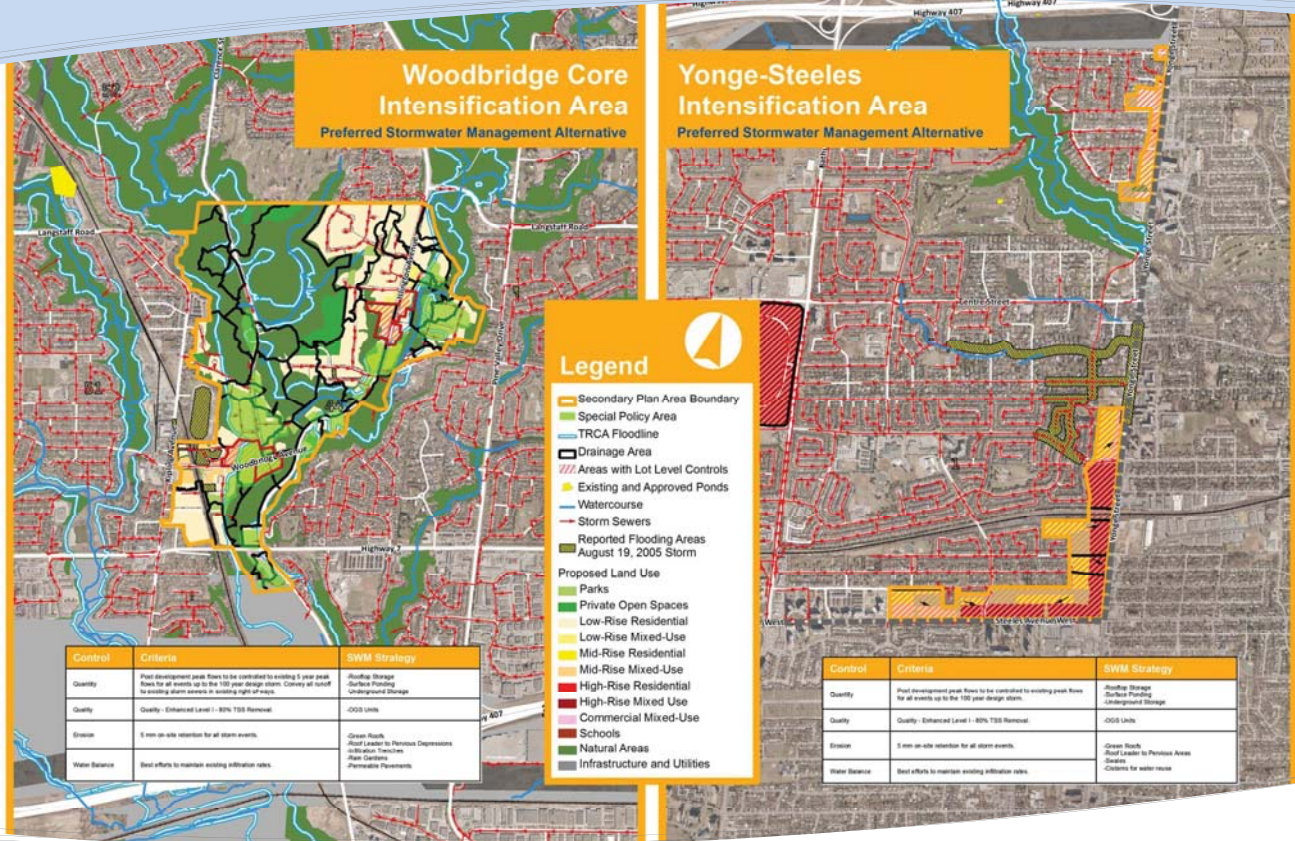 Highway 407
Highway 407
Woodbridge Core
Intensification Area
Preferred Stormwater Management Alternative
Langstaff Road
Langstaff Road
Pine Valley Drive
51
Woodbridge Avenue
Highway 7
Control Criteria SWM Strategy
Quantity
Post development peak flows to be controlled to existing 5 year peak
flows for all events up to the 100 year design storm. Convey all runoff
to existing storm sewers in existing right-of-ways.
-Rooftop Storage
-Surface Ponding
-Underground Storage
Quality Quality - Enhanced Level I - 80% TSS Removal. -OGS Units
Erosion 5 mm on-site retention for all storm events.
Water Balance Best efforts to maintain existing infiltration rates.
-Green Roofs
-Roof Leader to Pervious Depressions
-Infiltration Trenches
-Rain Gardens
-Permeable Pavements
Legend
Secondary Plan Area Boundary
Special Policy Area
TRCA Floodline
Drainage Area
Areas with Lot Level Controls
Existing and Approved Ponds
Watercourse
Storm Sewers
Reported Flooding Areas
August 19, 2005 Storm
Proposed Land Use
Parks
Private Open Spaces
Low-Rise Residential
Low-Rise Mixed-Use
Mid-Rise Residential
Mid-Rise Mixed-Use
High-Rise Residential
High-Rise Mixed Use
Commercial Mixed-Use
Schools
Natural Areas
Infrastructure and Utilities
Yonge-Steeles
Intensification Area
Preferred Stormwater Management Alternative
Yonge Street
Yonge Street
Centre Street
Yonge Street
Yonge Street
West
Steeles Avenue West
Control Criteria SWM Strategy
Quantity
Post development peak flows to be controlled to existing peak flows
for all events up to the 100 year design storm.
-Rooftop Storage
-Surface Ponding
-Underground Storage
Quality Quality - Enhanced Level I - 80% TSS Removal. -OGS Units
Erosion 5 mm on-site retention for all storm events.
Water Balance Best efforts to maintain existing infiltration rates.
-Green Roofs
-Roof Leader to Pervious Areas
-Swales
-Cisterns for water reuse